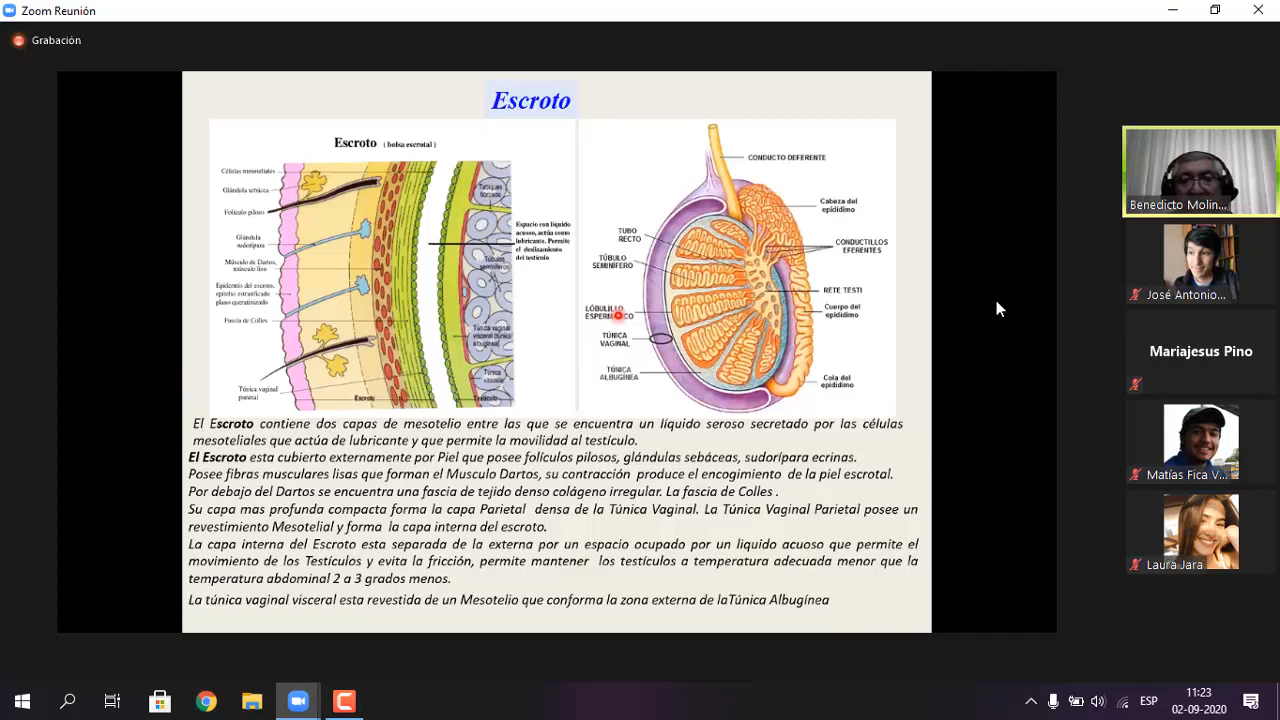 Zoom Reunión
Grabación
Escroto
Escroto ( bolsa escrotal )
Células mesoteliales
Glándula sebácea
Folículo piloso
Glándula
sudorípara
Músculo de Dartos,
músculo liso
Epidermis del escroto,
epitelio estratificado
plano queratinizado
Fascia de Colles
Túnica vaginal
parietal
Escroto
Tabiques
fibrosos
Espacio con líquido
acuoso, actúa como
lubricante. Permite
el deslizamiento
del testículo
Túbulos
seminíferos
Túnica vaginal
visceral (túnica
albugínea)
Túnica
vascular
Testículo
CONDUCTO DEFERENTE
Cabeza del
epidídimo
TUBO
RECTO
CONDUCTILLOS
EFERENTES
TÚBULO
SEMINÍFERO
RETE TESTI
LÓBULILLO
Cuerpo del
epidídimo
TÚNICA
VAGINAL
TÚNICA
ALBUGÍNEA
Cola del
epidídimo
El Escroto contiene dos capas de mesotelio entre las que se encuentra un líquido seroso secretado por las células
mesoteliales que actúa de lubricante y que permite la movilidad al testículo.
El Escroto esta cubierto externamente por Piel que posee folículos pilosos, glándulas sebáceas, sudorípara ecrinas.
Posee fibras musculares lisas que forman el Musculo Dartos, su contracción produce el encogimiento de la piel escrotal.
Por debajo del Dartos se encuentra una fascia de tejido denso colágeno irregular. La fascia de Colles .
Su capa mas profunda compacta forma la capa Parietal densa de la Túnica Vaginal. La Túnica Vaginal Parietal posee un
revestimiento Mesotelial y forma la capa interna del escroto.
La capa interna del Escroto esta separada de la externa por un espacio ocupado por un liquido acuoso que permite el
movimiento de los Testículos y evita la fricción, permite mantener los testículos a temperatura adecuada menor que la
temperatura abdominal 2 a 3 grados menos.
La túnica vaginal visceral esta revestida de un Mesotelio que conforma la zona externa de laTúnica Albugínea
Benedicto Molin...
José Antonio...
Mariajesus Pino
Matías Fica V...
Laura Jara
ESP
11:23
02-09-2020